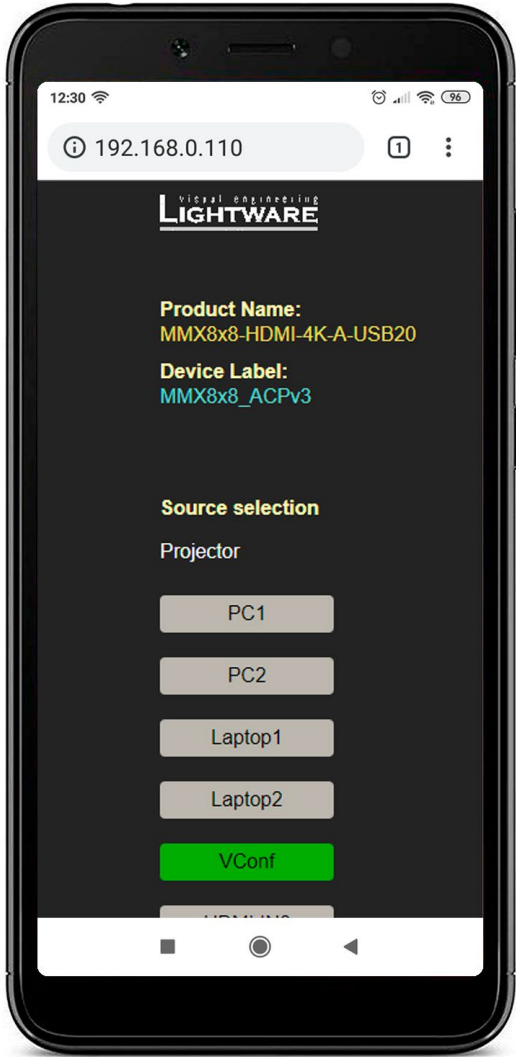 12:30
96
192.168.0.110
1
visual engineering
LIGHTWARE
Product Name:
MMX8x8-HDMI-4K-A-USB20
Device Label:
MMX8x8_ACPv3
Source selection
Projector
PC1
PC2
Laptop1
Laptop2
VConf